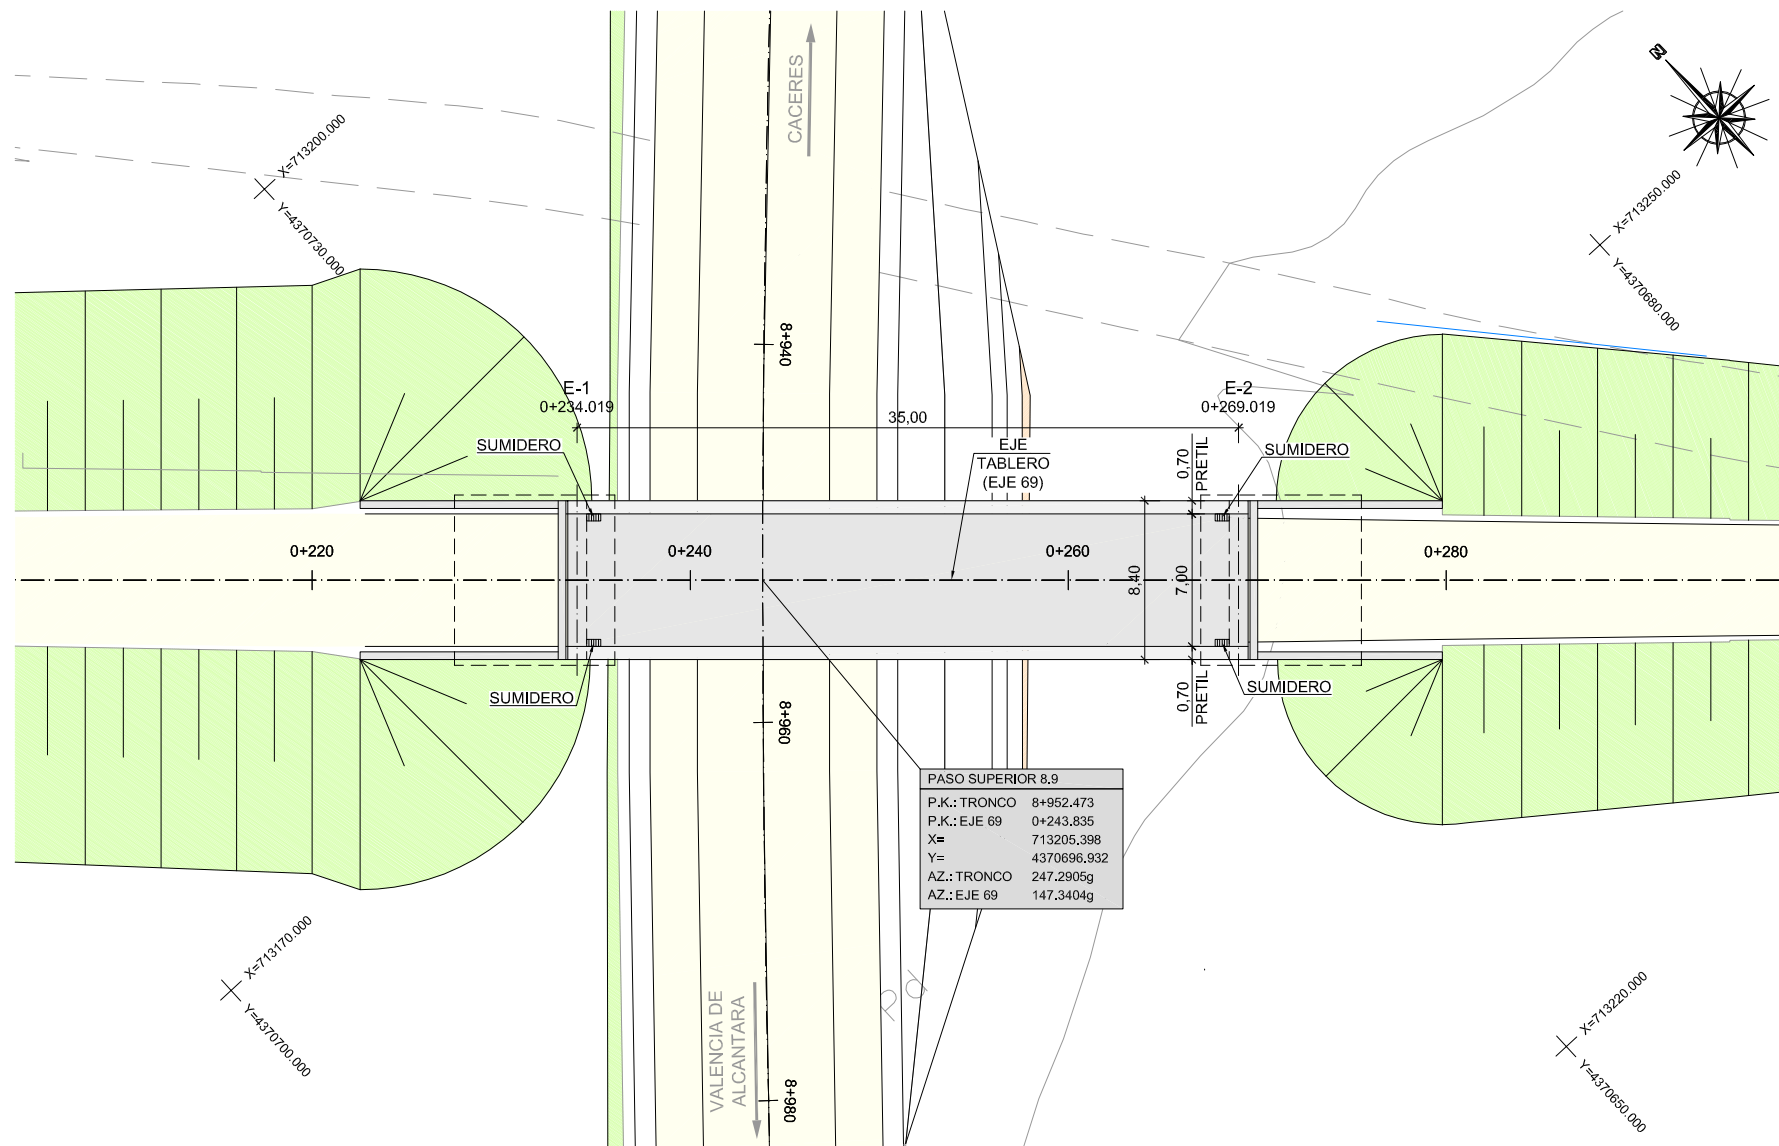 N
CACERES
X=713200.000
Y=4370730.000
X=713250.000
Y=4370680.000
8+940
E-1
0+234.019
E-2
0+269.019
35,00
SUMIDERO
EJE
TABLERO
(EJE 69)
0,70
PRETIL
SUMIDERO
0+220
0+240
0+260
0+280
8,40
7,00
SUMIDERO
0,70
PRETIL
SUMIDERO
8+960
PASO SUPERIOR 8.9
P.K.: TRONCO 8+952.473
P.K.: EJE 69 0+243.835
X= 713205.398
Y= 4370696.932
AZ.: TRONCO 247.2905g
AZ.: EJE 69 147.3404g
X=713170.000
Y=4370700.000
VALENCIA DE
ALCANTARA
Pd
8+980
X=713220.000
Y=4370650.000